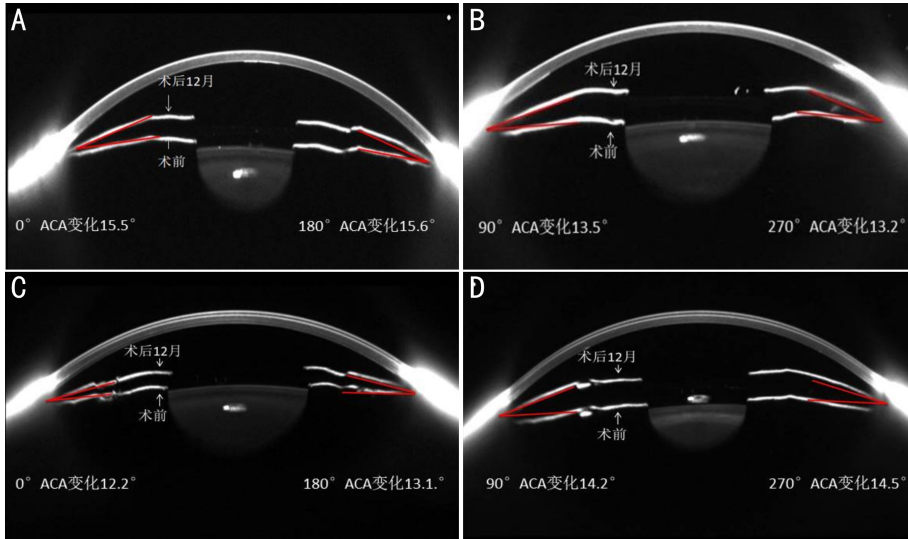 A
术后12月
术前
0° ACA变化15.5°
180° ACA变化15.6°
B
术后12月
术前
90° ACA变化13.5°
270° ACA变化13.2°
C
术后12月
术前
0° ACA变化12.2°
180° ACA变化13.1.°
D
术后12月
术前
90° ACA变化14.2°
270° ACA变化14.5°